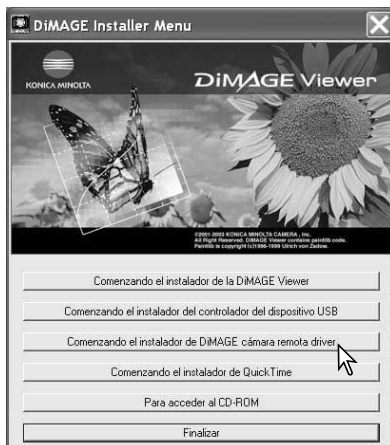 DiMAGE Installer Menu
KONICA MINOLTA
DiMAGE Viewer
©2001-2003 KONICA MINOLTA CAMERA , Inc.
All Right Reserved. DiMAGE Viewer contains paintlib code.
Paintlib is copyright (c)1996-1999 Ulrich von Zadow.
Comenzando el instalador de la DiMAGE Viewer
Comenzando el instalador del controlador del dispositivo USB
Comenzando el instalador de DiMAGE cámara remota driver
Comenzando el instalador de QuickTime
Para acceder al CD-ROM
Finalizar